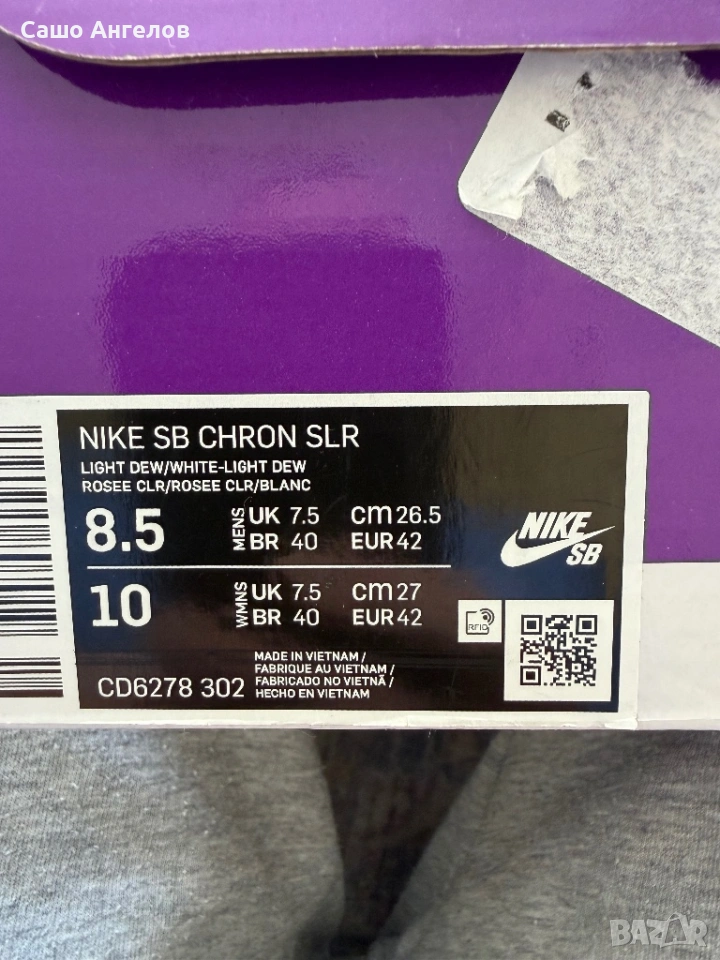 Сашо Ангелов
NIKE SB CHRON SLR
LIGHT DEW/WHITE-LIGHT DEW
ROSEE CLR/ROSEE CLR/BLANC
8.5 MENS UK 7.5 cm 26.5
BR 40 EUR 42
NIKE
SB
10 WMNS UK 7.5 cm 27
BR 40 EUR 42
RFID
MADE IN VIETNAM /
FABRIQUE AU VIETNAM /
FABRICADO NO VIETNÃ /
HECHO EN VIETNAM
CD6278 302
BAZAR